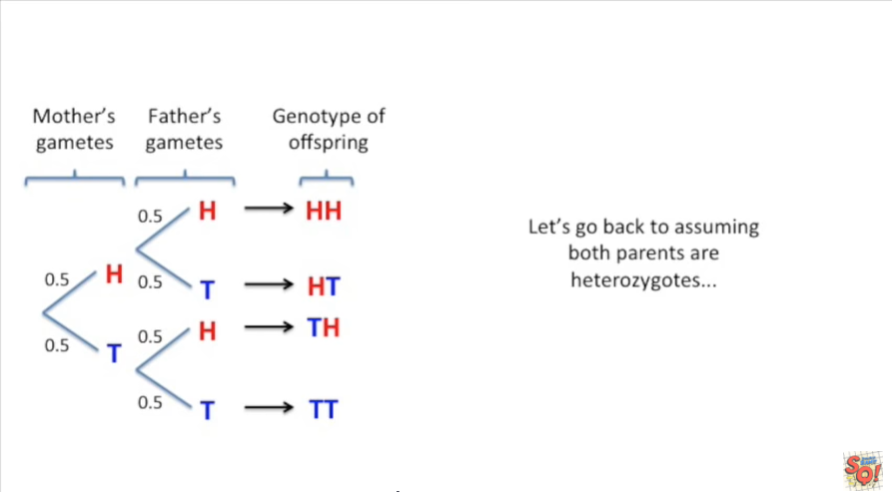 Mother's
gametes
Father's
gametes
Genotype of
offspring
0.5
H
HH
0.5
H
0.5
T
HT
0.5
T
0.5
H
TH
0.5
T
TT
Let's go back to assuming
both parents are
heterozygotes...
SO!